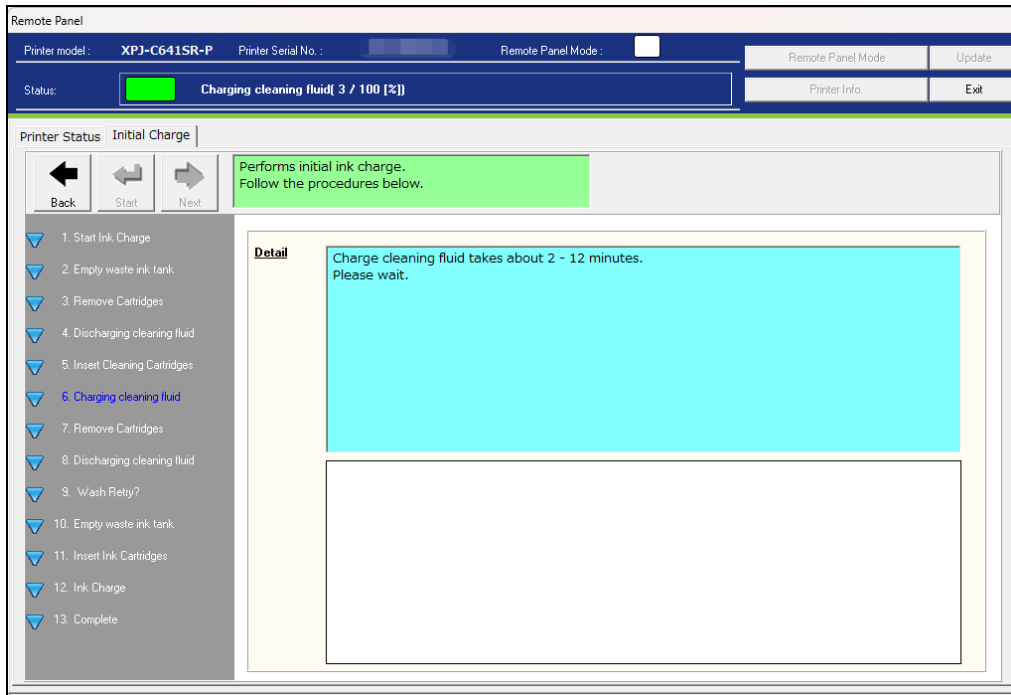 Remote Panel
Printer model : XPJ-C641SR-P Printer Serial No. : Remote Panel Mode :
Remote Panel Mode Update
Status: Charging cleaning fluid( 3 / 100 [%])
Printer Info. Exit
Printer Status Initial Charge
Back Start Next
Performs initial ink charge.
Follow the procedures below.
1. Start Ink Charge
2. Empty waste ink tank
3. Remove Cartridges
4. Discharging cleaning fluid
5. Insert Cleaning Cartridges
6. Charging cleaning fluid
7. Remove Cartridges
8. Discharging cleaning fluid
9. Wash Retry?
10. Empty waste ink tank
11. Insert Ink Cartridges
12. Ink Charge
13. Complete
Detail
Charge cleaning fluid takes about 2 - 12 minutes.
Please wait.